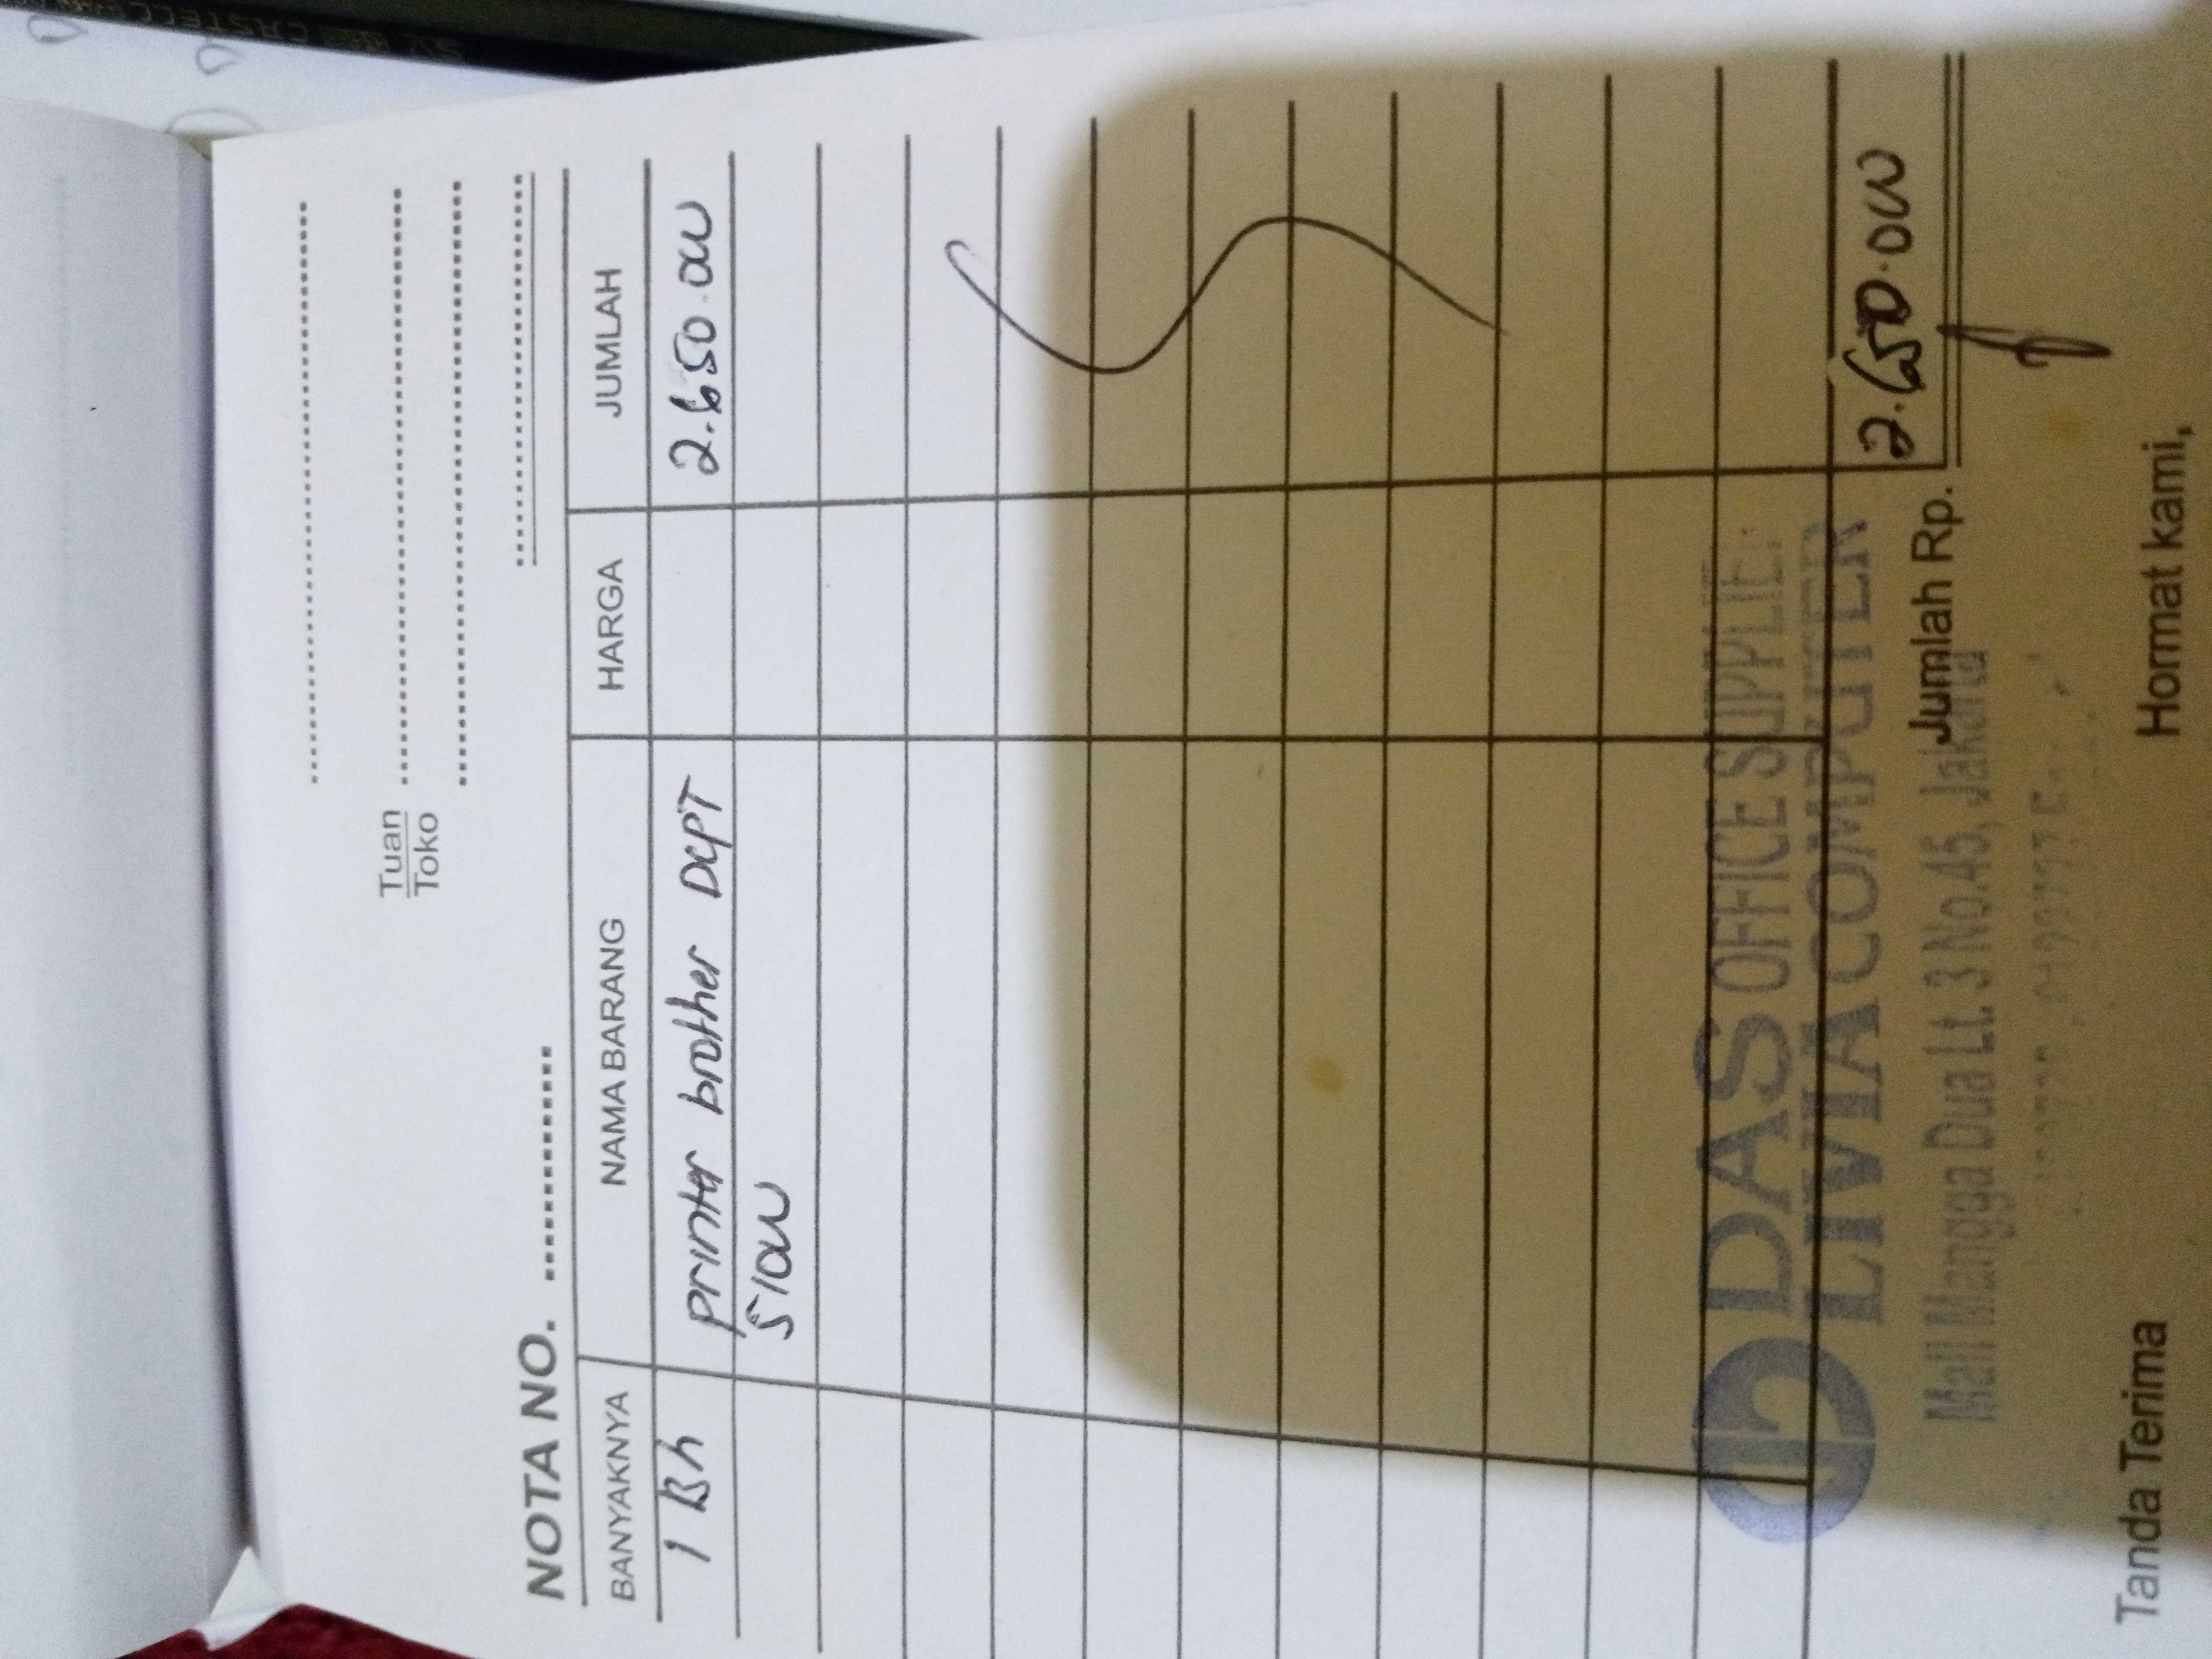 Tuan
Toko
NOTA NO.
BANYAKNYA NAMA BARANG HARGA JUMLAH
1 Bh printer brother DCPT 2.650.000
510W
DAS OFFICE SUPPLIE
LIVIA COMPUTER
Mall Mangga Dua Lt. 3 No.45, Jakarta
Jumlah Rp. 2.650.000
Tanda Terima Hormat kami,